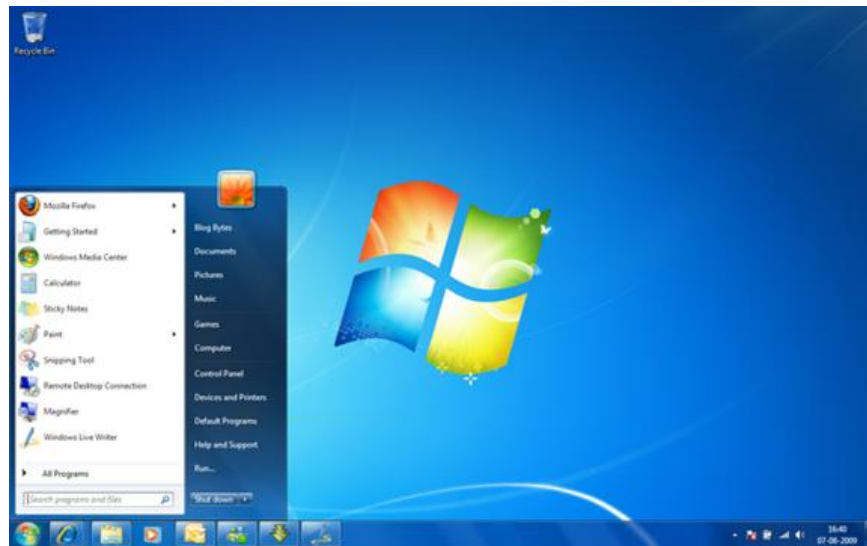 Recycle Bin
Mozilla Firefox
Getting Started
Windows Media Center
Calculator
Sticky Notes
Paint
Snipping Tool
Remote Desktop Connection
Magnifier
Windows Live Writer
All Programs
Search programs and files
Blog Bytes
Documents
Pictures
Music
Games
Computer
Control Panel
Devices and Printers
Default Programs
Help and Support
Run...
Shut down
16:40
07-08-2009